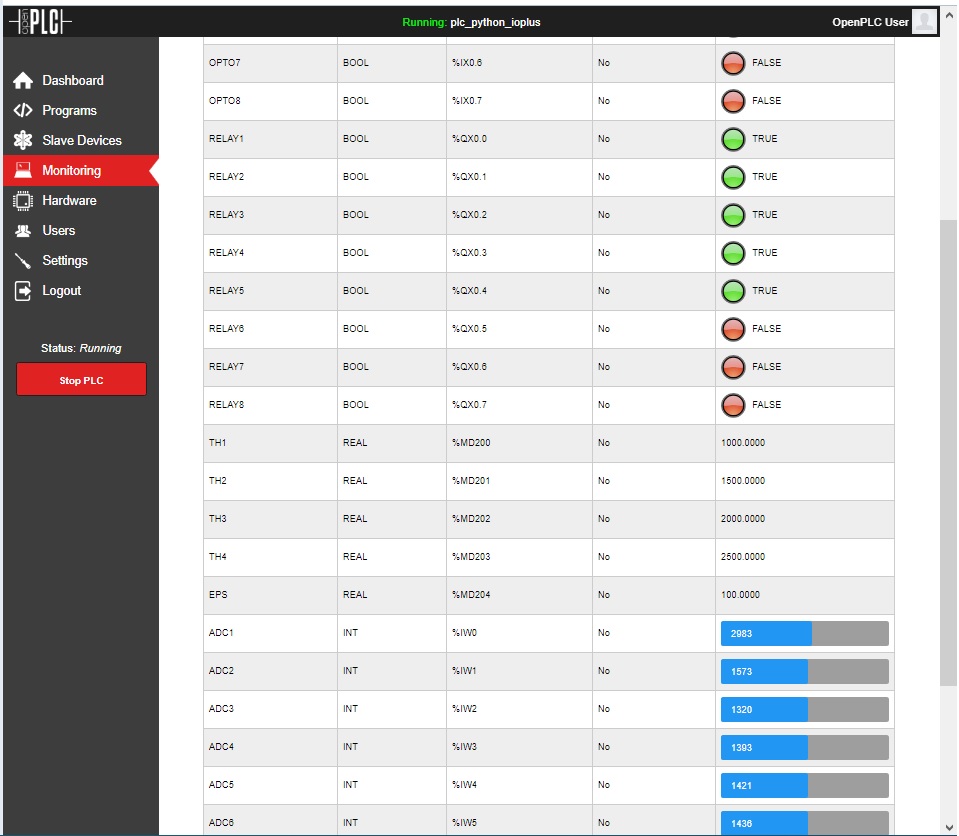 open PLC
Running: plc_python_ioplus
OpenPLC User
Dashboard
Programs
Slave Devices
Monitoring
Hardware
Users
Settings
Logout
Status: Running
Stop PLC
OPTO7 BOOL %IX0.6 No FALSE
OPTO8 BOOL %IX0.7 No FALSE
RELAY1 BOOL %QX0.0 No TRUE
RELAY2 BOOL %QX0.1 No TRUE
RELAY3 BOOL %QX0.2 No TRUE
RELAY4 BOOL %QX0.3 No TRUE
RELAY5 BOOL %QX0.4 No TRUE
RELAY6 BOOL %QX0.5 No FALSE
RELAY7 BOOL %QX0.6 No FALSE
RELAY8 BOOL %QX0.7 No FALSE
TH1 REAL %MD200 No 1000.0000
TH2 REAL %MD201 No 1500.0000
TH3 REAL %MD202 No 2000.0000
TH4 REAL %MD203 No 2500.0000
EPS REAL %MD204 No 100.0000
ADC1 INT %IW0 No 2983
ADC2 INT %IW1 No 1573
ADC3 INT %IW2 No 1320
ADC4 INT %IW3 No 1393
ADC5 INT %IW4 No 1421
ADC6 INT %IW5 No 1436